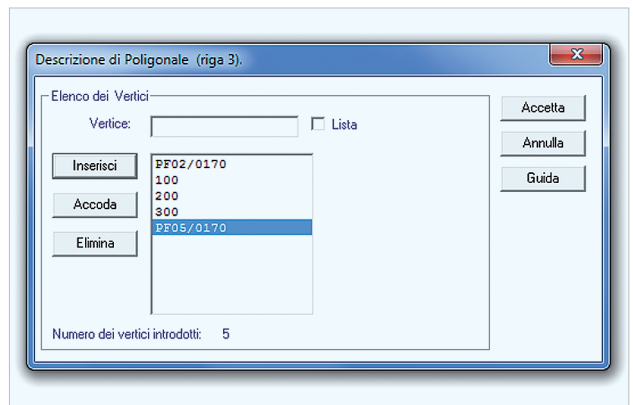 Descrizione di Poligonale (riga 3).
Elenco dei Vertici
Vertice:
Lista
Inserisci
Accoda
Elimina
PF02/0170
100
200
300
PF05/0170
Numero dei vertici introdotti: 5
Accetta
Annulla
Guida